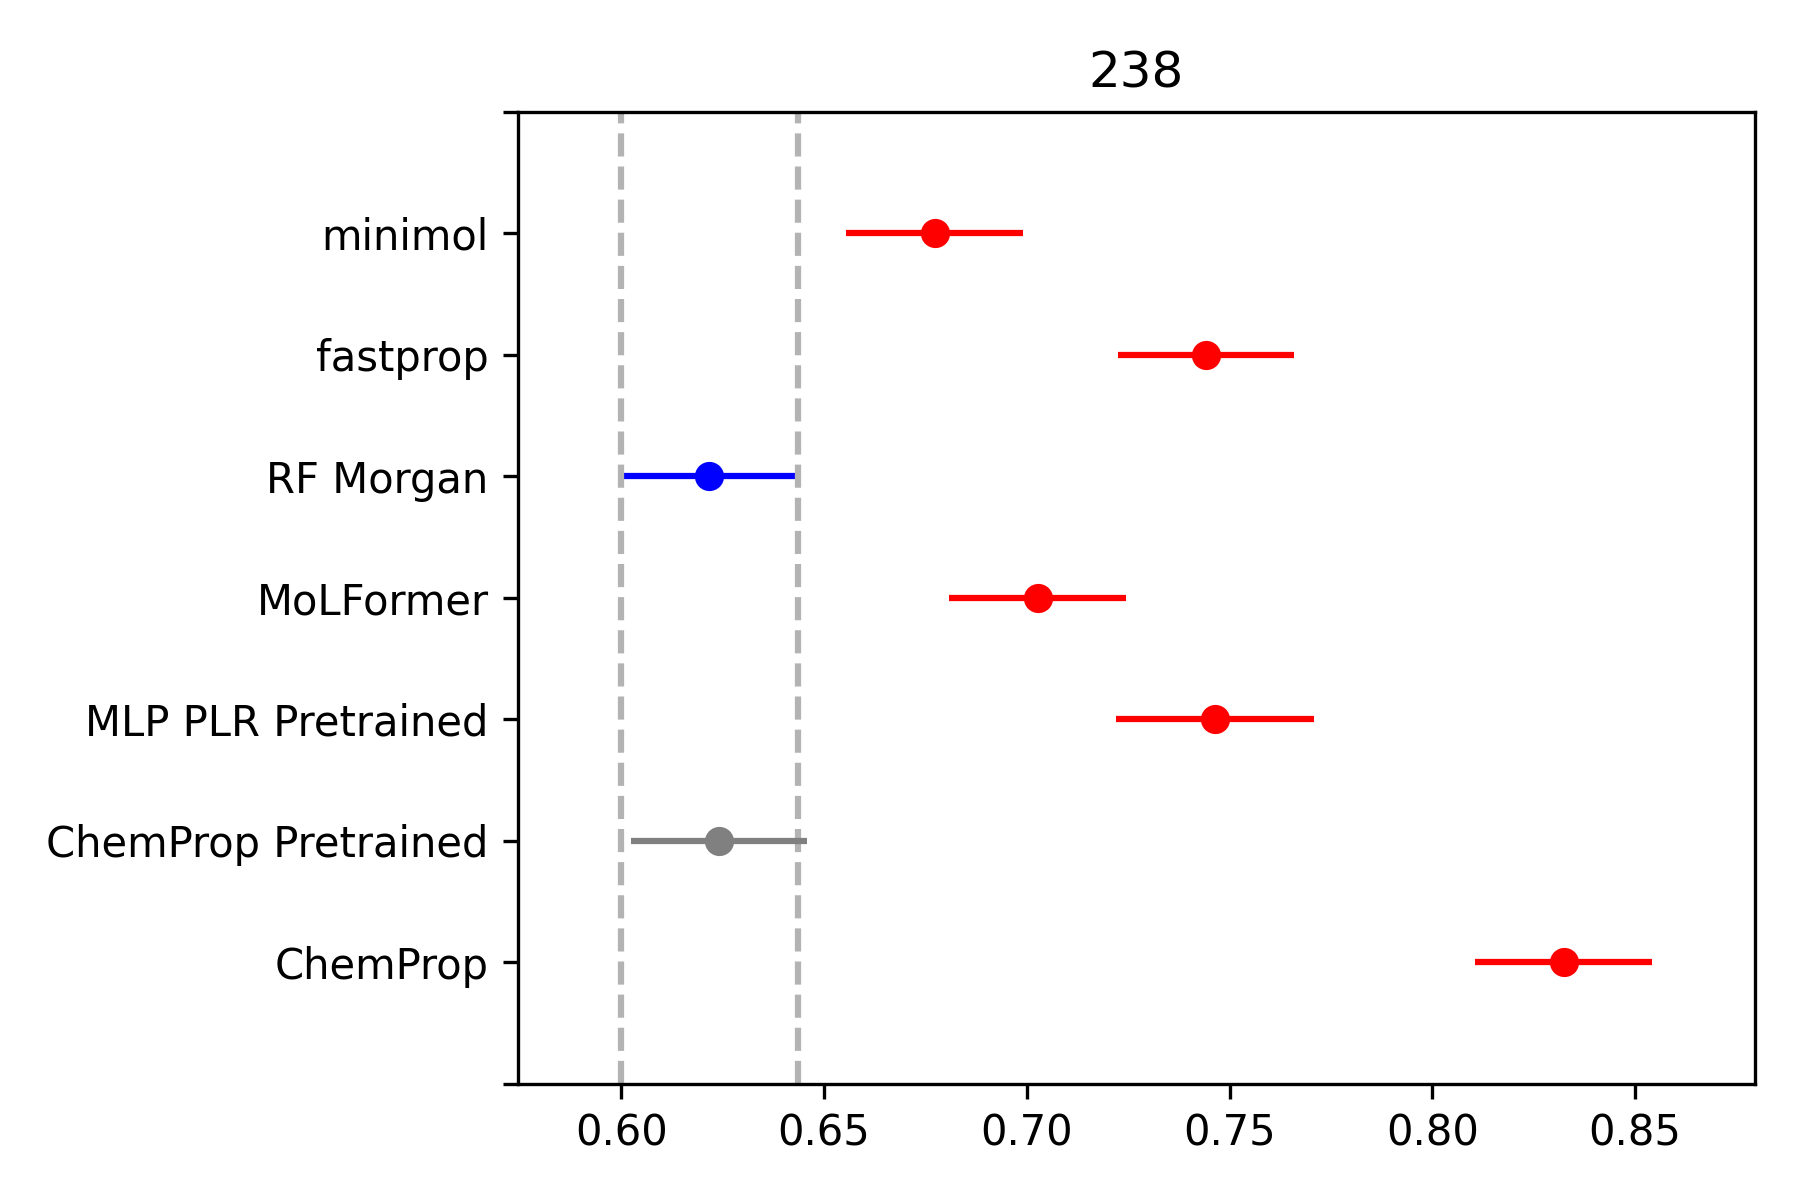 238
minimol
fastprop
RF Morgan
MoLFormer
MLP PLR Pretrained
ChemProp Pretrained
ChemProp
0.60 0.65 0.70 0.75 0.80 0.85